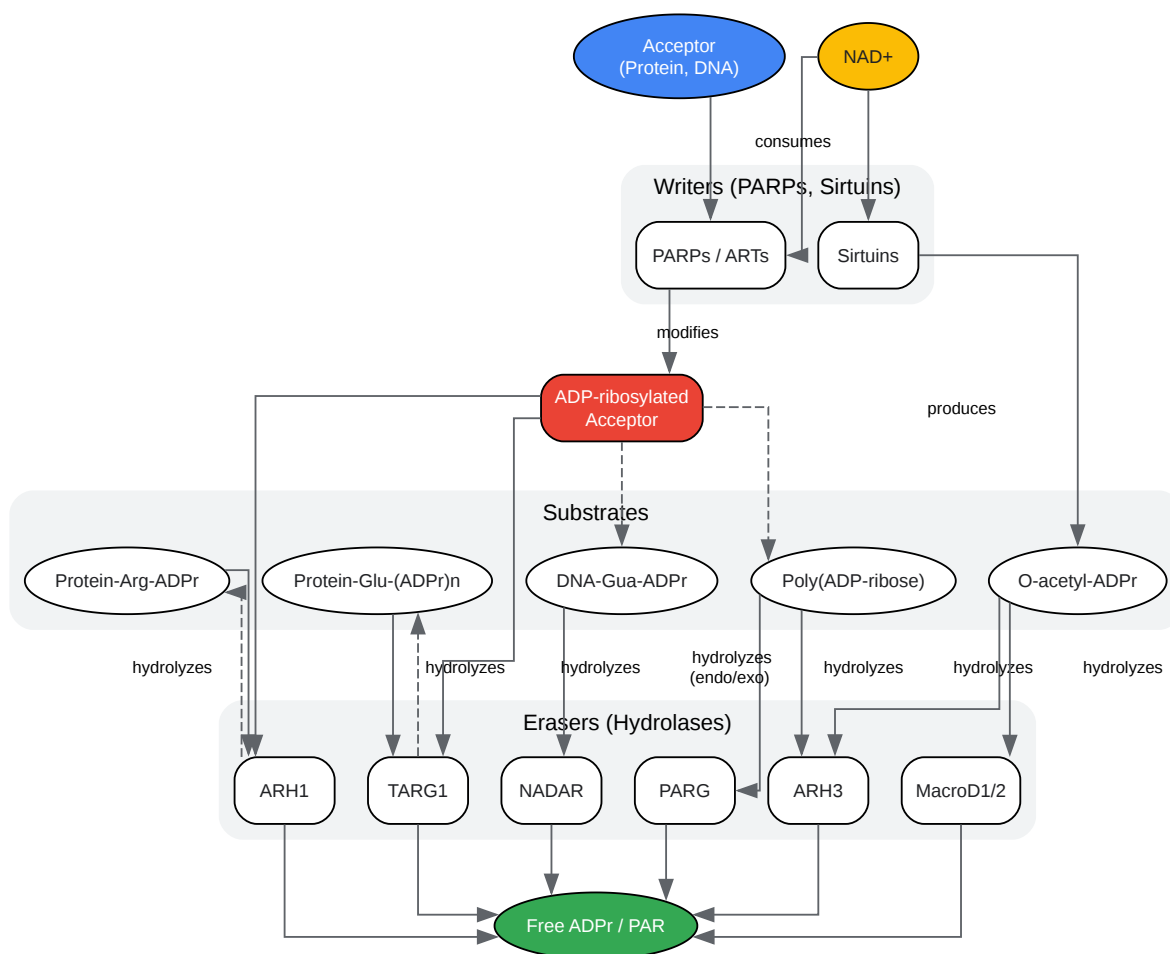 Acceptor
(Protein, DNA)
NAD+
consumes
Writers (PARPs, Sirtuins)
PARPs / ARTs
Sirtuins
modifies
ADP-ribosylated
Acceptor
produces
Substrates
Protein-Arg-ADPr
Protein-Glu-(ADPr)n
DNA-Gua-ADPr
Poly(ADP-ribose)
O-acetyl-ADPr
hydrolyzes
hydrolyzes
hydrolyzes
hydrolyzes
(endo/exo)
hydrolyzes
hydrolyzes
hydrolyzes
Erasers (Hydrolases)
ARH1
TARG1
NADAR
PARG
ARH3
MacroD1/2
Free ADPr / PAR